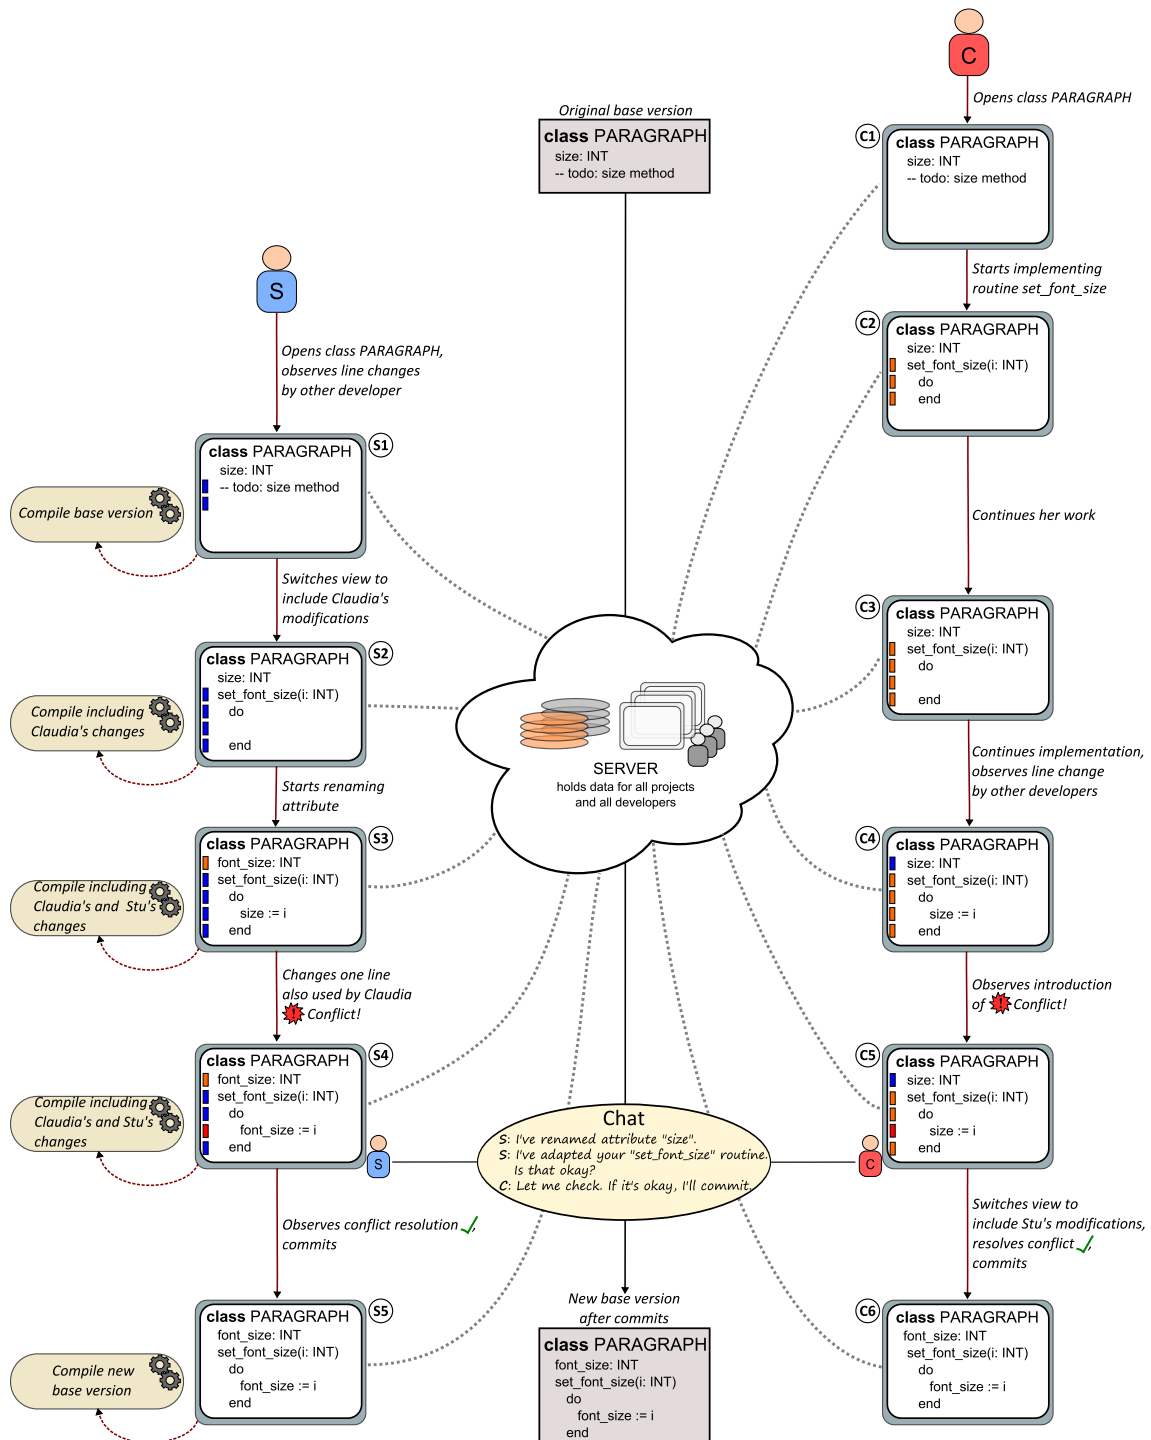 C
Opens class PARAGRAPH
Original base version
class PARAGRAPH
size: INT
-- todo: size method
C1
class PARAGRAPH
size: INT
-- todo: size method
S
Starts implementing
routine set_font_size
C2
class PARAGRAPH
size: INT
set_font_size(i: INT)
do
end
Opens class PARAGRAPH,
observes line changes
by other developer
S1
class PARAGRAPH
size: INT
-- todo: size method
Compile base version
Continues her work
Switches view to
include Claudia's
modifications
C3
class PARAGRAPH
size: INT
set_font_size(i: INT)
do
end
S2
class PARAGRAPH
size: INT
set_font_size(i: INT)
do
end
Compile including
Claudia's changes
SERVER
holds data for all projects
and all developers
Starts renaming
attribute
Continues implementation,
observes line change
by other developers
S3
class PARAGRAPH
font_size: INT
set_font_size(i: INT)
do
size := i
end
Compile including
Claudia's and Stu's
changes
C4
class PARAGRAPH
size: INT
set_font_size(i: INT)
do
size := i
end
Changes one line
also used by Claudia
! Conflict!
Observes introduction
of ! Conflict!
S4
class PARAGRAPH
font_size: INT
set_font_size(i: INT)
do
font_size := i
end
Compile including
Claudia's and Stu's
changes
C5
class PARAGRAPH
size: INT
set_font_size(i: INT)
do
size := i
end
S
Chat
S: I've renamed attribute "size".
S: I've adapted your "set_font_size" routine.
Is that okay?
C: Let me check. If it's okay, I'll commit.
C
Observes conflict resolution ,
commits
Switches view to
include Stu's modifications,
resolves conflict ,
commits
S5
class PARAGRAPH
font_size: INT
set_font_size(i: INT)
do
font_size := i
end
Compile new
base version
New base version
after commits
class PARAGRAPH
font_size: INT
set_font_size(i: INT)
do
font_size := i
end
C6
class PARAGRAPH
font_size: INT
set_font_size(i: INT)
do
font_size := i
end